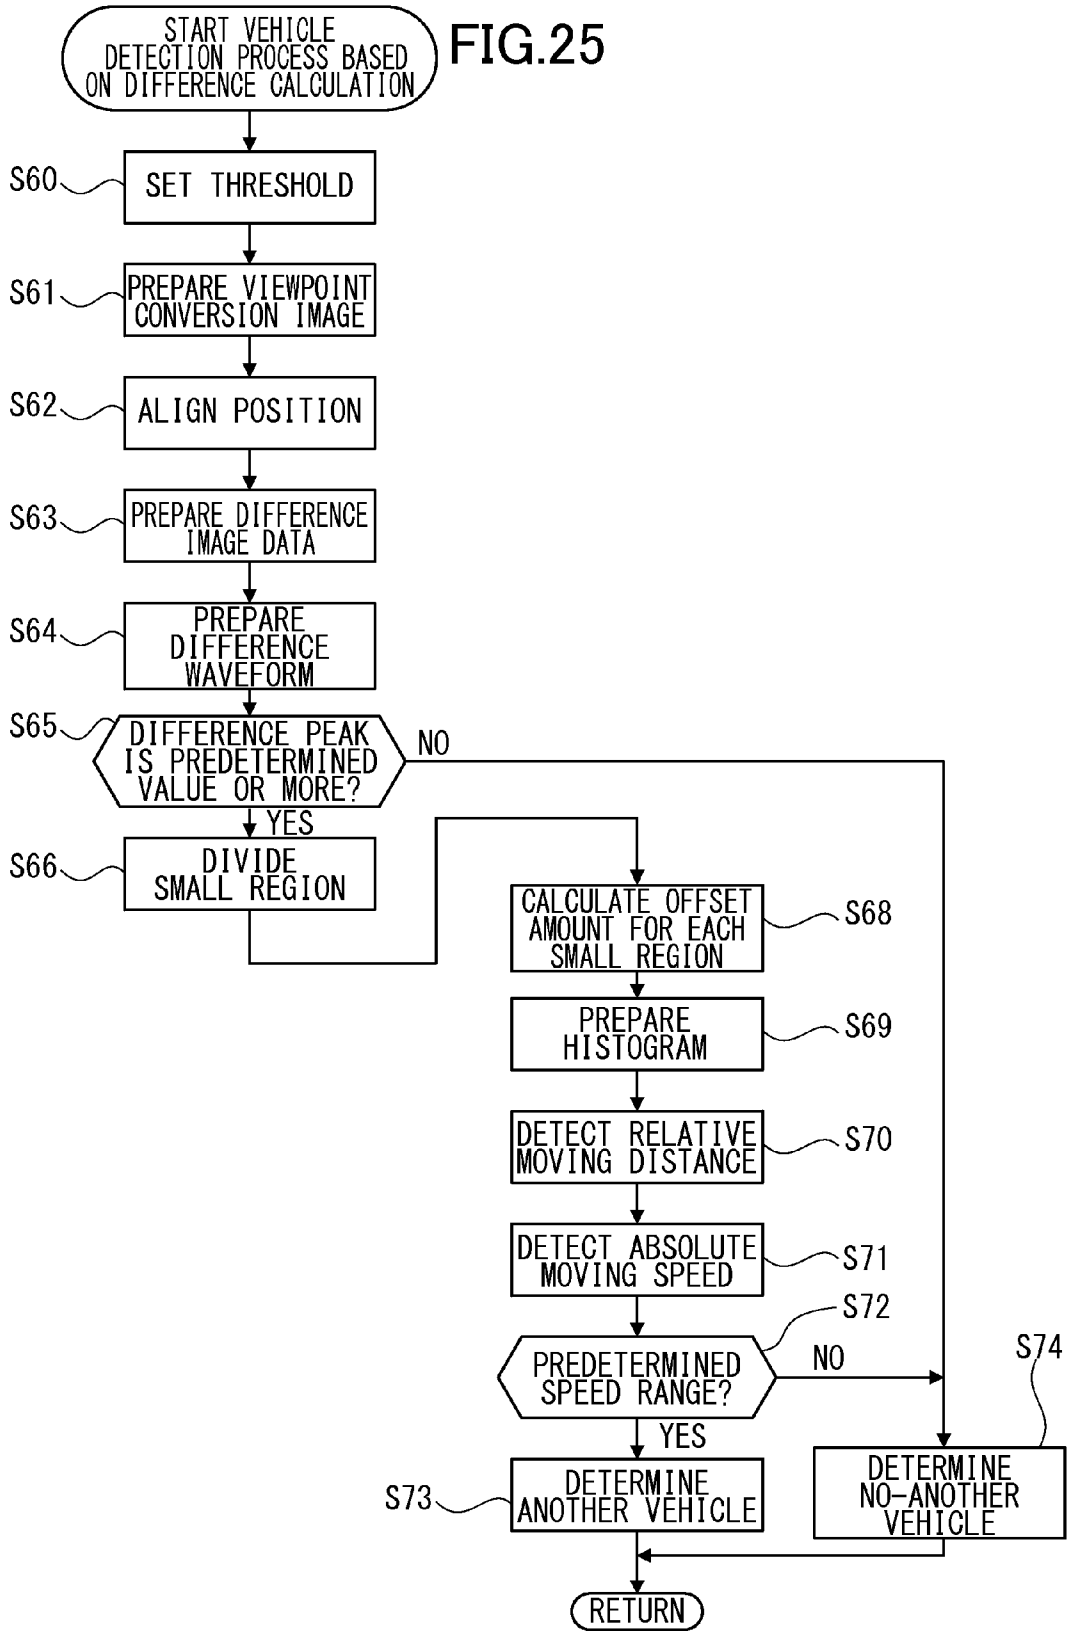 START VEHICLE
DETECTION PROCESS BASED
ON DIFFERENCE CALCULATION
FIG.25
S60
SET THRESHOLD
S61
PREPARE VIEWPOINT
CONVERSION IMAGE
S62
ALIGN POSITION
S63
PREPARE DIFFERENCE
IMAGE DATA
S64
PREPARE
DIFFERENCE
WAVEFORM
S65
DIFFERENCE PEAK
IS PREDETERMINED
VALUE OR MORE?
NO
YES
S66
DIVIDE
SMALL REGION
CALCULATE OFFSET
AMOUNT FOR EACH
SMALL REGION
S68
PREPARE
HISTOGRAM
S69
DETECT RELATIVE
MOVING DISTANCE
S70
DETECT ABSOLUTE
MOVING SPEED
S71
S72
PREDETERMINED
SPEED RANGE?
NO
YES
S74
S73
DETERMINE
ANOTHER VEHICLE
DETERMINE
NO-ANOTHER
VEHICLE
RETURN